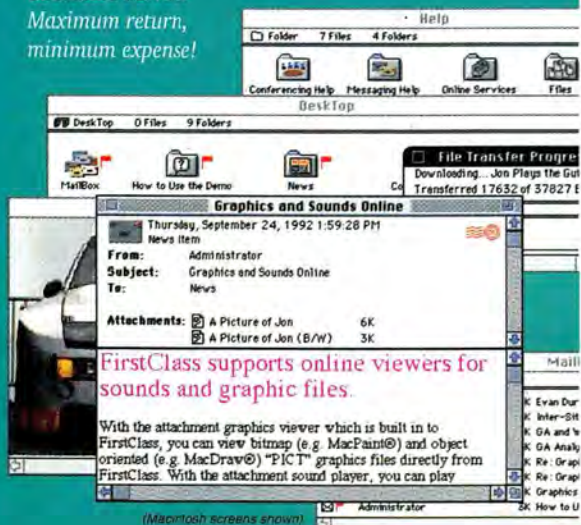 Maximum return,
minimum expense!
Help
Folder 7 Files 4 Folders
Conferencing Help Messaging Help Online Services Files
DeskTop
DeskTop 0 Files 9 Folders
MailBox How to Use the Demo News Co
File Transfer Progre
Downloading... Jon Plays the Gui
Transferred 17632 of 37827 b
Graphics and Sounds Online
Thursday, September 24, 1992 1:59:28 PM
News Item
From: Administrator
Subject: Graphics and Sounds Online
To: News
Attachments: A Picture of Jon 6K
A Picture of Jon (B/W) 3K
FirstClass supports online viewers for
sounds and graphic files.
With the attachment graphics viewer which is built in to
FirstClass, you can view bitmap (e.g. MacPaint®) and object
oriented (e.g. MacDraw®) "PICT" graphics files directly from
FirstClass. With the attachment sound player, you can play
Mail
K Evan Dur
K Inter-Sit
K GA and
K GA Analy
K Re: Grap
K Re: Grap
K Graphics
Administrator 3K How to U
(Macintosh screens shown)